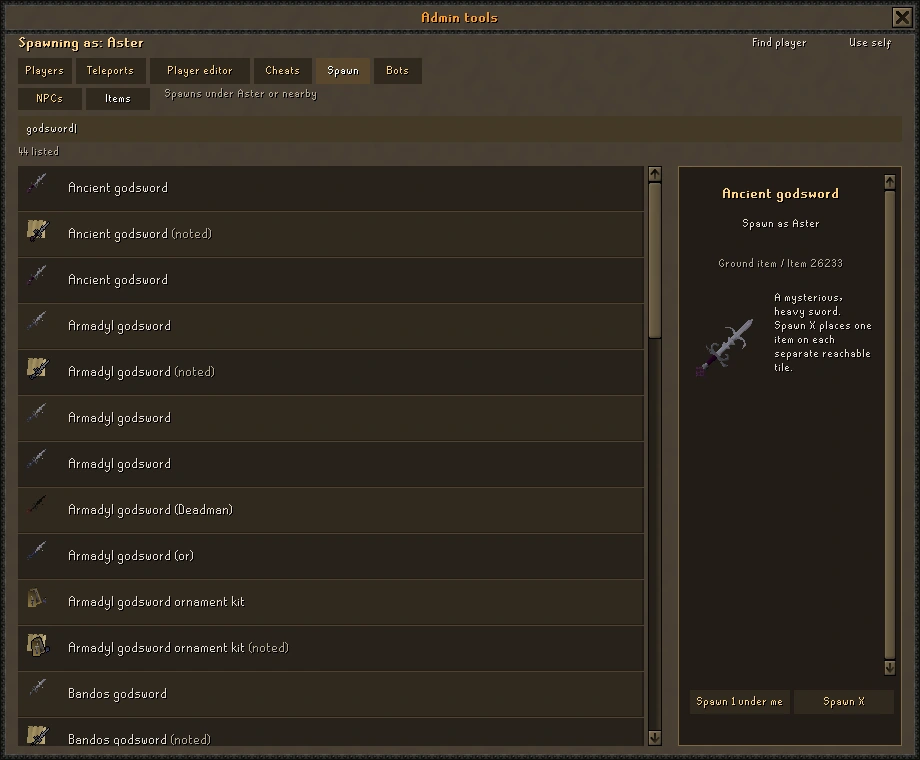 Admin tools
Spawning as: Aster
Find player
Use self
Players
Teleports
Player editor
Cheats
Spawn
Bots
NPCs
Items
Spawns under Aster or nearby
godsword
44 listed
Ancient godsword
Ancient godsword (noted)
Ancient godsword
Armadyl godsword
Armadyl godsword (noted)
Armadyl godsword
Armadyl godsword
Armadyl godsword (Deadman)
Armadyl godsword (or)
Armadyl godsword ornament kit
Armadyl godsword ornament kit (noted)
Bandos godsword
Bandos godsword (noted)
Ancient godsword
Spawn as Aster
Ground item / Item 26233
A mysterious,
heavy sword.
Spawn X places one
item on each
separate reachable
tile.
Spawn 1 under me
Spawn X